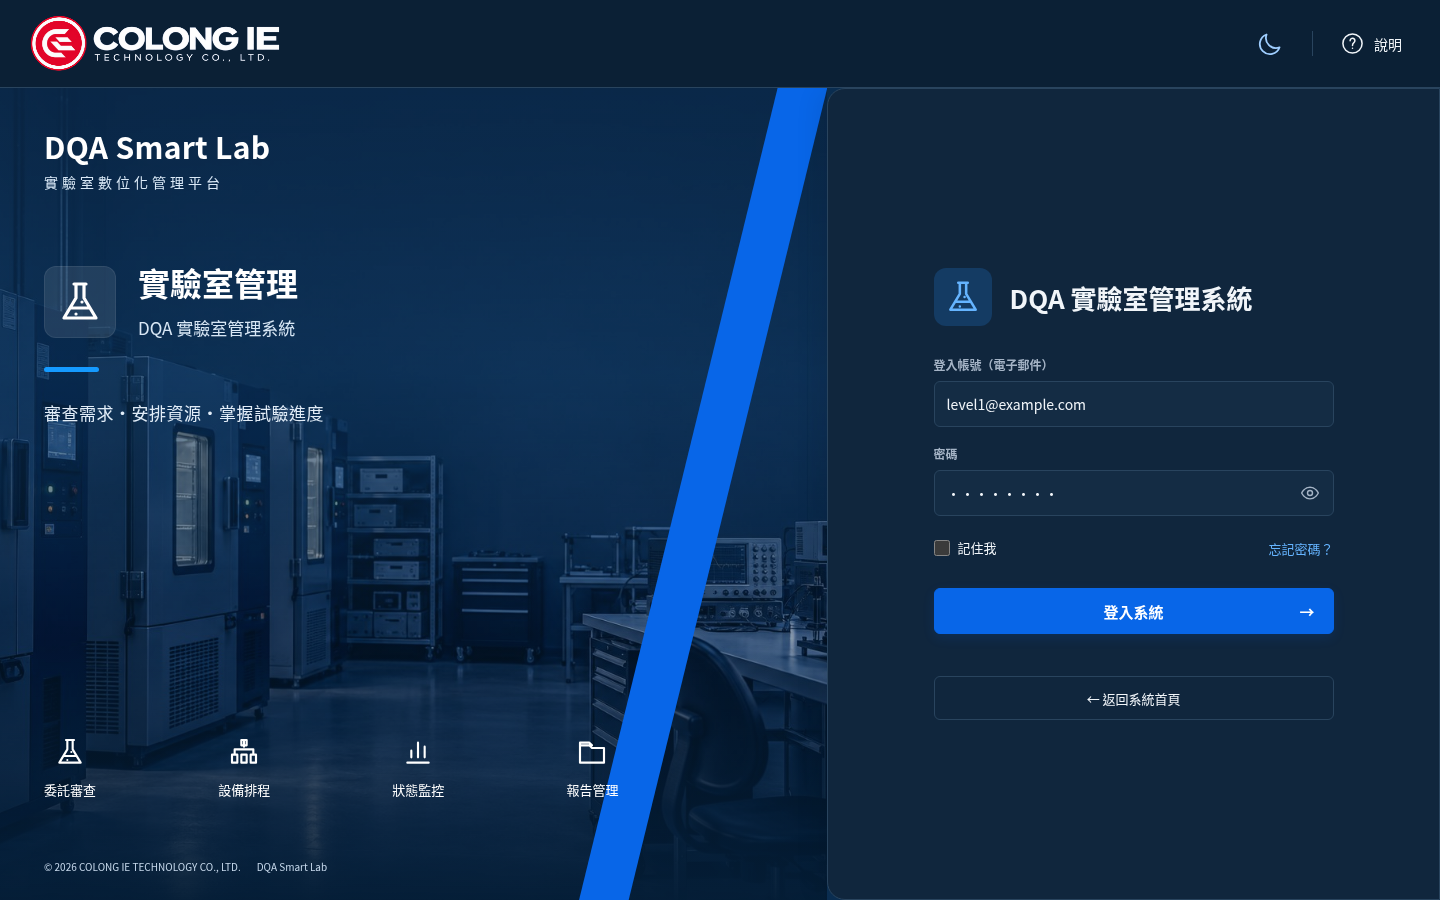 COLONG IE
TECHNOLOGY CO., LTD.
說明
DQA Smart Lab
實驗室數位化管理平台
實驗室管理
DQA 實驗室管理系統
審查需求・安排資源・掌握試驗進度
委託審查
設備排程
狀態監控
報告管理
© 2026 COLONG IE TECHNOLOGY CO., LTD. DQA Smart Lab
DQA 實驗室管理系統
登入帳號（電子郵件）
level1@example.com
密碼
記住我
忘記密碼？
登入系統 →
← 返回系統首頁